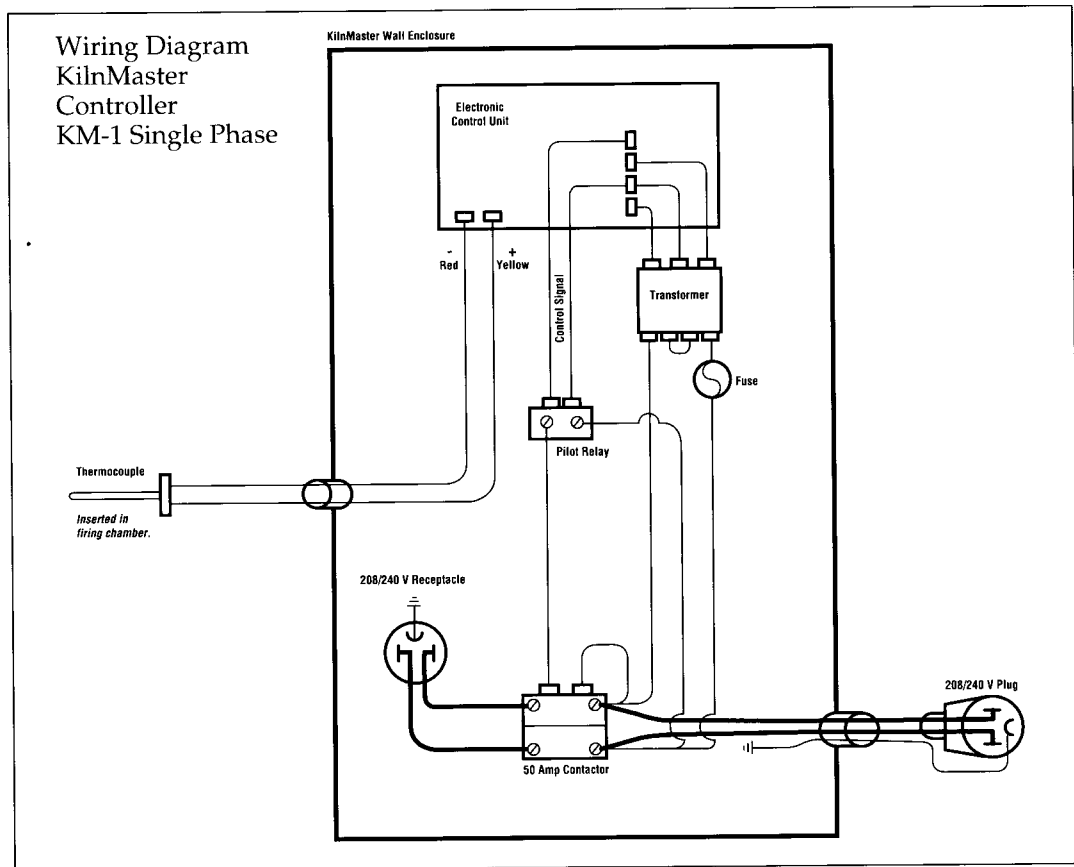 Wiring Diagram
KilnMaster
Controller
KM-1 Single Phase
KilnMaster Wall Enclosure
Electronic
Control Unit
-
Red
+
Yellow
Control Signal
Transformer
Fuse
Pilot Relay
Thermocouple
Inserted in
firing chamber.
208/240 V Receptacle
208/240 V Plug
50 Amp Contactor